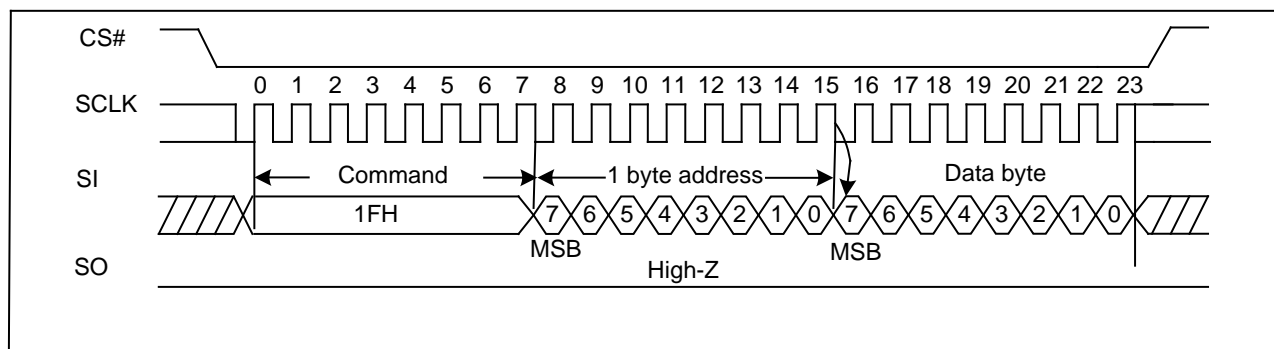 CS#
0 1 2 3 4 5 6 7 8 9 10 11 12 13 14 15 16 17 18 19 20 21 22 23
SCLK
SI Command 1 byte address Data byte
1FH 7 6 5 4 3 2 1 0 7 6 5 4 3 2 1 0
MSB MSB
SO High-Z